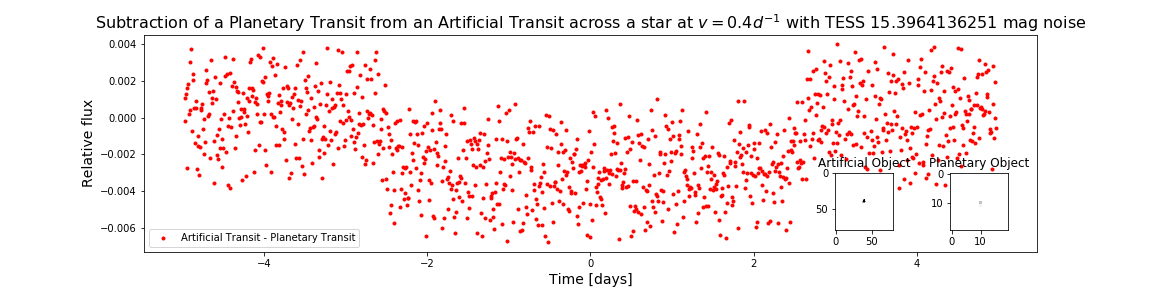 Subtraction of a Planetary Transit from an Artificial Transit across a star at v = 0.4d⁻¹ with TESS 15.3964136251 mag noise
Relative flux
0.004
0.002
0.000
−0.002
−0.004
−0.006
Artificial Transit - Planetary Transit
Artificial Object
0
50
0 50
Planetary Object
0
10
0 10
−4 −2 0 2 4
Time [days]